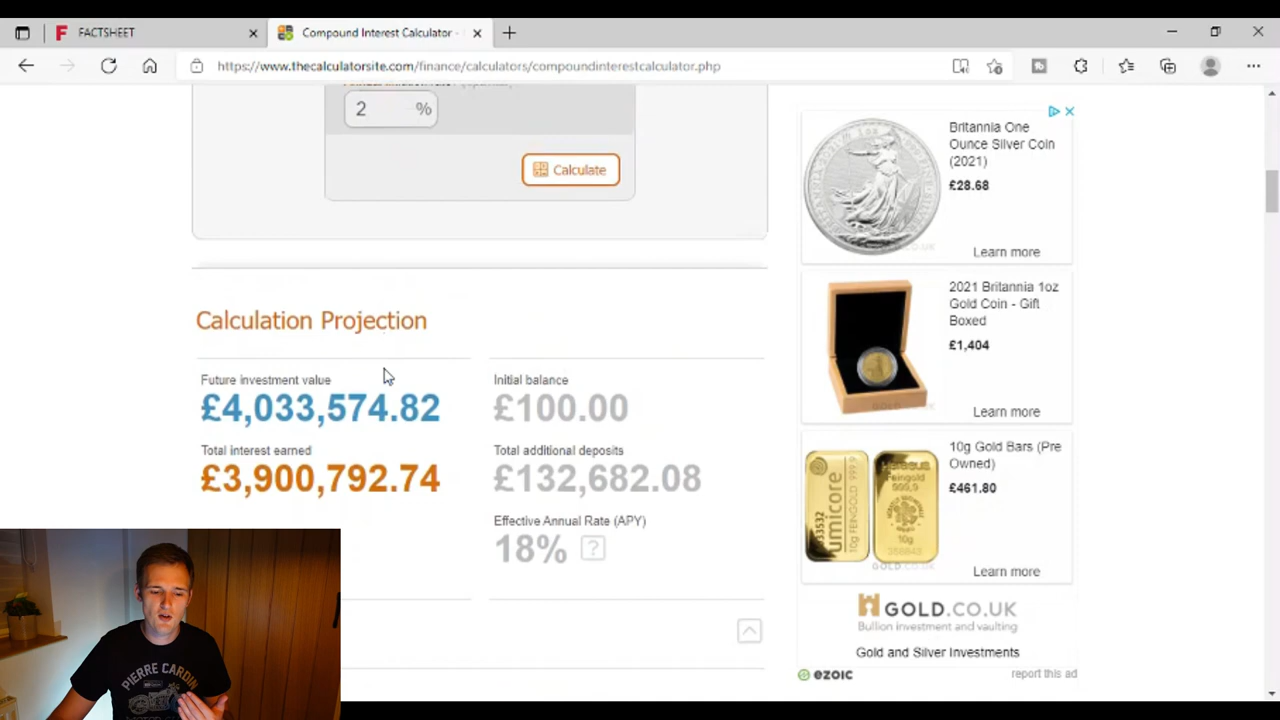 FACTSHEET
Compound Interest Calculator -
https://www.thecalculatorsite.com/finance/calculators/compoundinterestcalculator.php
2 %
Calculate
Calculation Projection
Future investment value
£4,033,574.82
Initial balance
£100.00
Total interest earned
£3,900,792.74
Total additional deposits
£132,682.08
Effective Annual Rate (APY)
18% ?
Britannia One
Ounce Silver Coin
(2021)
£28.68
Learn more
2021 Britannia 1oz
Gold Coin - Gift
Boxed
£1,404
Learn more
10g Gold Bars (Pre
Owned)
£461.80
Learn more
GOLD.CO.UK
Bullion investment and vaulting
Gold and Silver Investments
ezoic
report this ad
PIERRE CARDIN